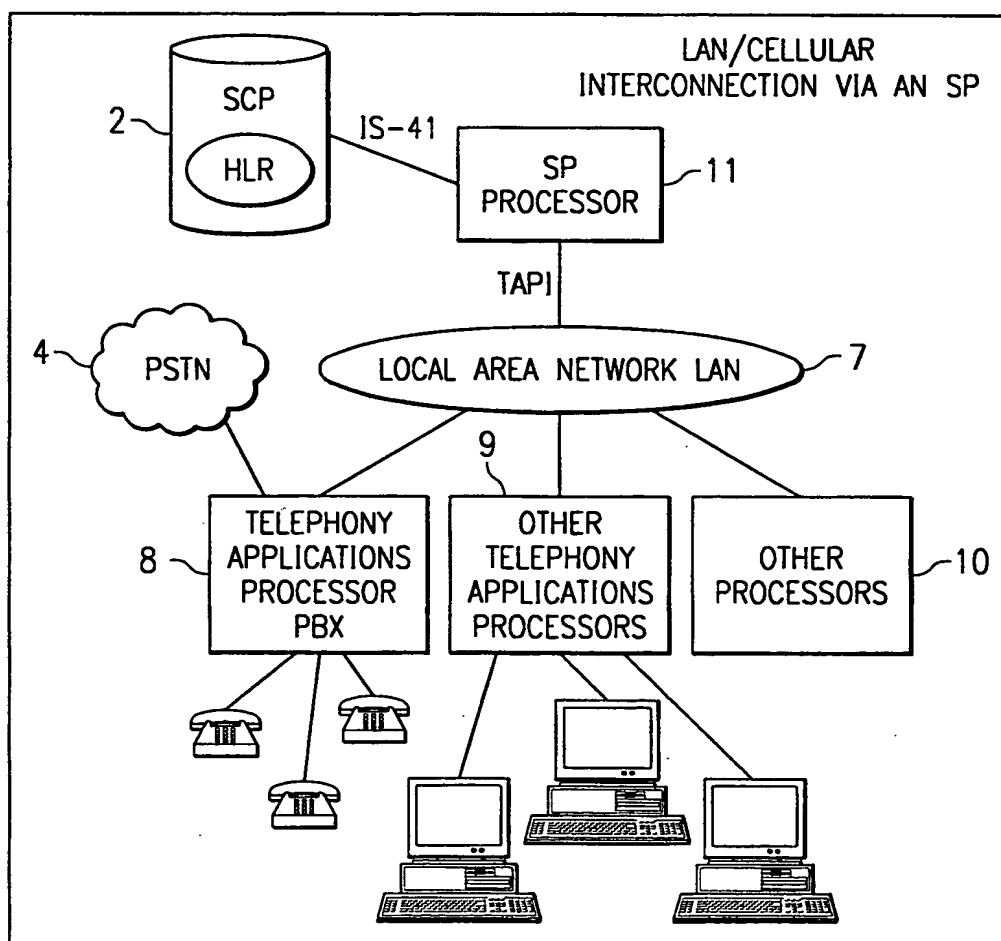 LAN/CELLULAR
INTERCONNECTION VIA AN SP
2
SCP
HLR
IS-41
SP
PROCESSOR
11
TAPI
4
PSTN
LOCAL AREA NETWORK LAN
7
9
8
TELEPHONY
APPLICATIONS
PROCESSOR
PBX
OTHER
TELEPHONY
APPLICATIONS
PROCESSORS
OTHER
PROCESSORS
10